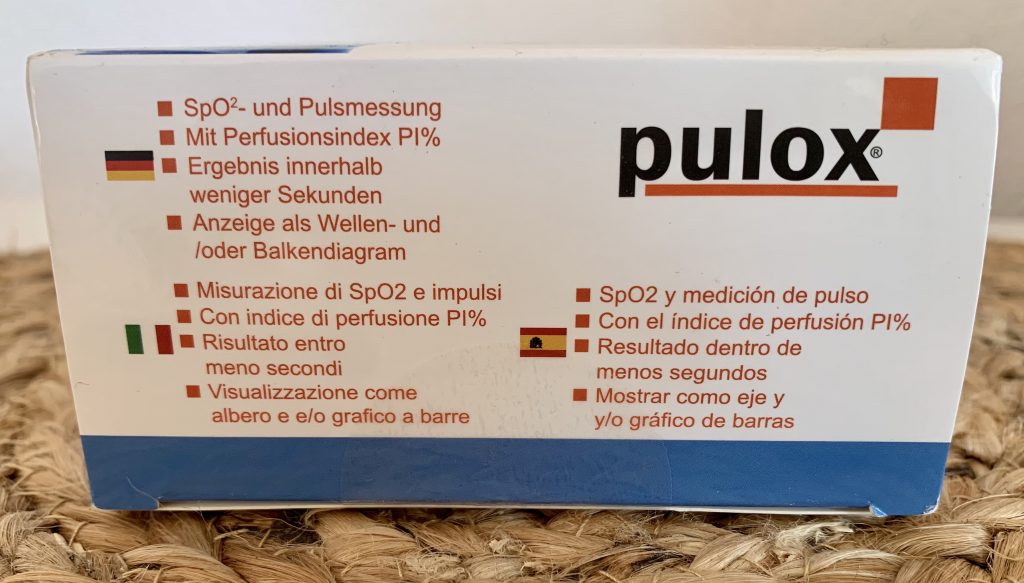 SpO²- und Pulsmessung
Mit Perfusionsindex PI%
Ergebnis innerhalb
weniger Sekunden
Anzeige als Wellen- und
/oder Balkendiagram
pulox®
Misurazione di SpO2 e impulsi
Con indice di perfusione PI%
Risultato entro
meno secondi
Visualizzazione come
albero e e/o grafico a barre
SpO2 y medición de pulso
Con el índice de perfusión PI%
Resultado dentro de
menos segundos
Mostrar como eje y
y/o gráfico de barras